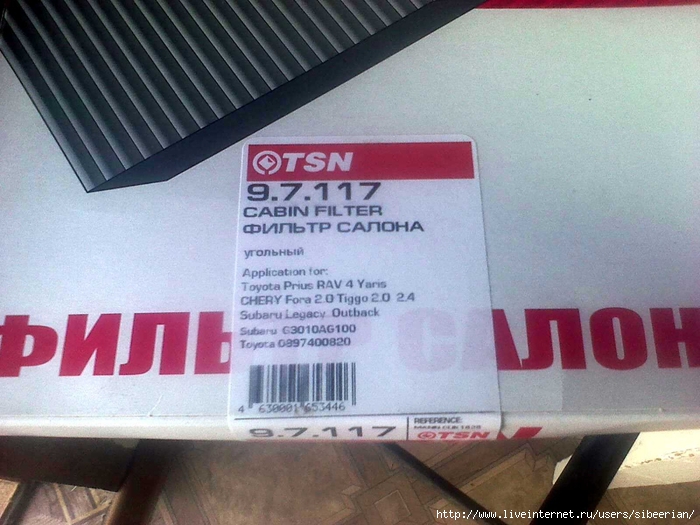 TSN
9.7.117
CABIN FILTER
ФИЛЬТР САЛОНА
угольный
Application for:
Toyota Prius RAV 4 Yaris
CHERY Fora 2.0 Tiggo 2.0 2.4
Subaru Legacy Outback
Subaru G3010AG100
Toyota 0897400820
ФИЛЬ Р САЛОН
4 630001 653446
9.7.117
REFERENCE:
TSN
http://www.liveinternet.ru/users/sibeerian/